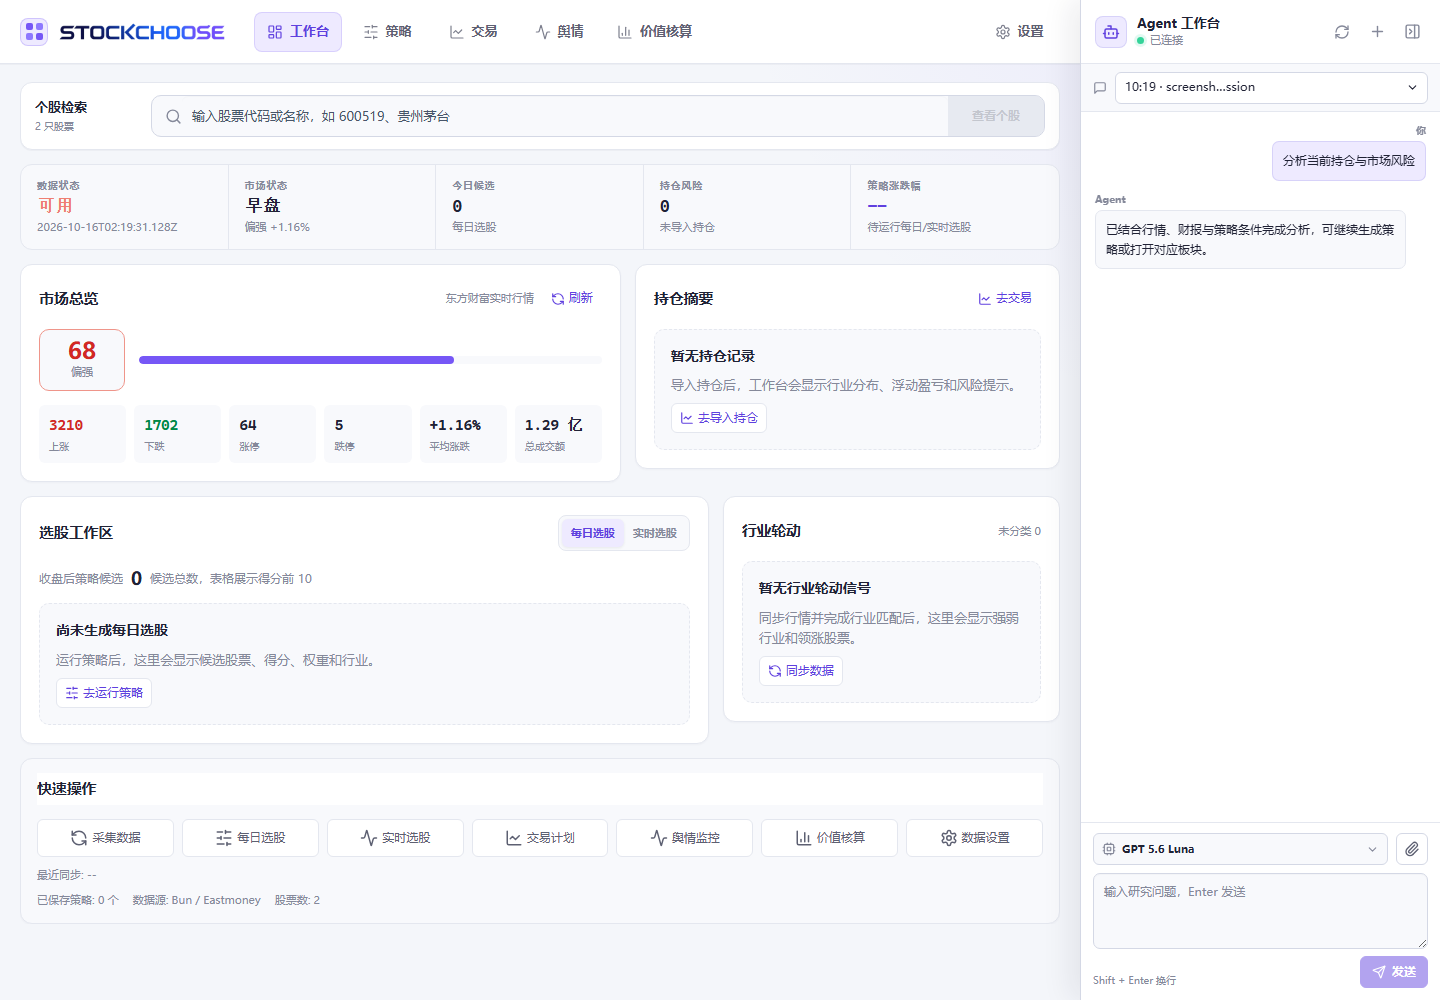 STOCKCHOOSE
工作台
策略
交易
舆情
价值核算
设置
个股检索
2 只股票
输入股票代码或名称，如 600519、贵州茅台
查看个股
数据状态
可用
2026-10-16T02:19:31.128Z
市场状态
早盘
偏强 +1.16%
今日候选
0
每日选股
持仓风险
0
未导入持仓
策略涨跌幅
--
待运行每日/实时选股
市场总览
东方财富实时行情
刷新
68
偏强
3210
上涨
1702
下跌
64
涨停
5
跌停
+1.16%
平均涨跌
1.29 亿
总成交额
持仓摘要
去交易
暂无持仓记录
导入持仓后，工作台会显示行业分布、浮动盈亏和风险提示。
去导入持仓
选股工作区
每日选股
实时选股
收盘后策略候选 0 候选总数，表格展示得分前 10
尚未生成每日选股
运行策略后，这里会显示候选股票、得分、权重和行业。
去运行策略
行业轮动
未分类 0
暂无行业轮动信号
同步行情并完成行业匹配后，这里会显示强弱
行业和领涨股票。
同步数据
快速操作
采集数据
每日选股
实时选股
交易计划
舆情监控
价值核算
数据设置
最近同步: --
已保存策略: 0 个 数据源: Bun / Eastmoney 股票数: 2
Agent 工作台
已连接
10:19 · screensh...ssion
你
分析当前持仓与市场风险
Agent
已结合行情、财报与策略条件完成分析，可继续生成策
略或打开对应板块。
GPT 5.6 Luna
输入研究问题，Enter 发送
Shift + Enter 换行
发送